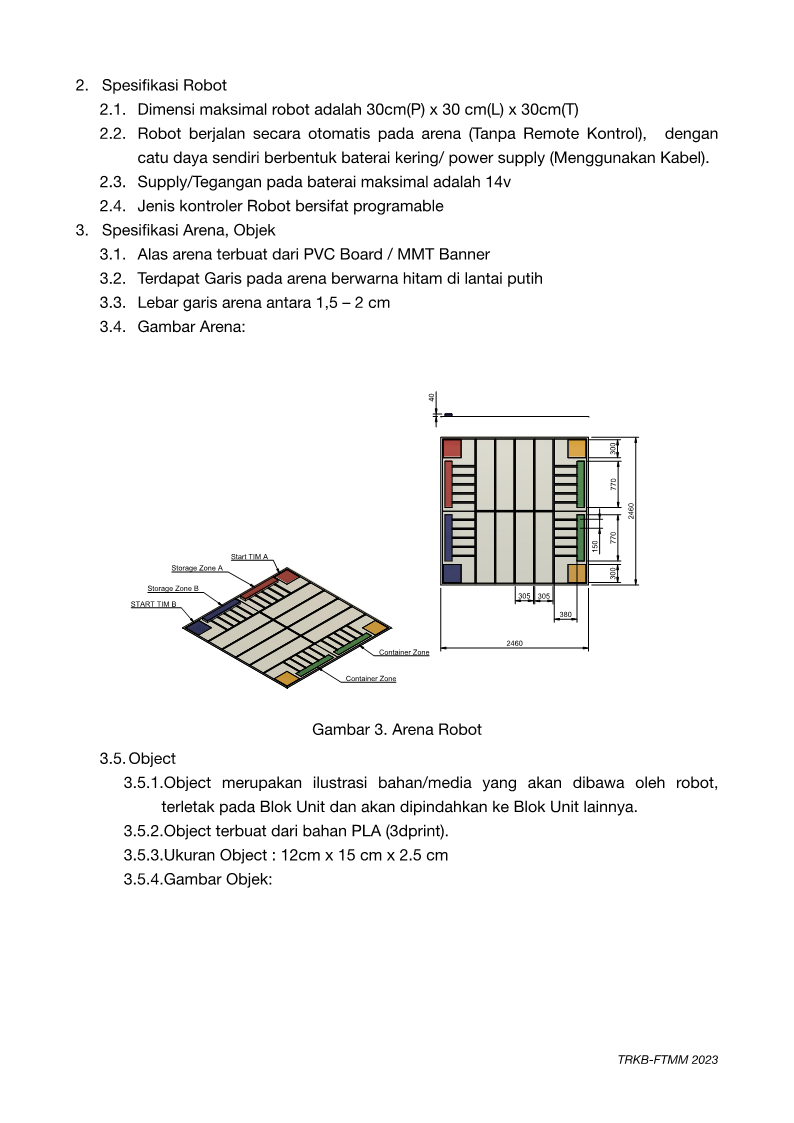 2. Spesifikasi Robot
2.1. Dimensi maksimal robot adalah 30cm(P) x 30 cm(L) x 30cm(T)
2.2. Robot berjalan secara otomatis pada arena (Tanpa Remote Kontrol), dengan
catu daya sendiri berbentuk baterai kering/ power supply (Menggunakan Kabel).
2.3. Supply/Tegangan pada baterai maksimal adalah 14v
2.4. Jenis kontroler Robot bersifat programable
3. Spesifikasi Arena, Objek
3.1. Alas arena terbuat dari PVC Board / MMT Banner
3.2. Terdapat Garis pada arena berwarna hitam di lantai putih
3.3. Lebar garis arena antara 1,5 – 2 cm
3.4. Gambar Arena:
40
300
770
2460
150
770
300
305 305
380
2460
Start TIM A
Storage Zone A
Storage Zone B
START TIM B
Container Zone
Container Zone
Gambar 3. Arena Robot
3.5. Object
3.5.1.Object merupakan ilustrasi bahan/media yang akan dibawa oleh robot,
terletak pada Blok Unit dan akan dipindahkan ke Blok Unit lainnya.
3.5.2.Object terbuat dari bahan PLA (3dprint).
3.5.3.Ukuran Object : 12cm x 15 cm x 2.5 cm
3.5.4.Gambar Objek:
TRKB-FTMM 2023